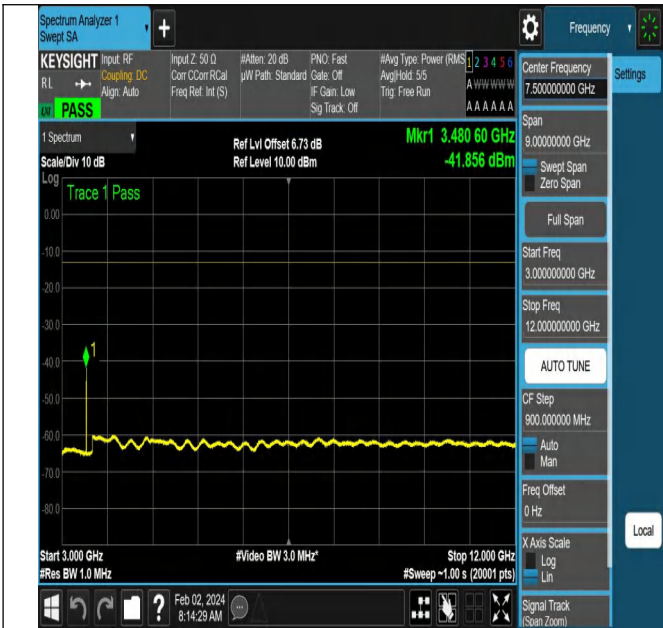 Spectrum Analyzer 1
Swept SA
Frequency
KEYSIGHT
RL
PASS
Input: RF
Coupling: DC
Align: Auto
Input Z: 50 Ω
Corr CCorr RCal
Freq Ref: Int (S)
#Atten: 20 dB
µW Path: Standard
PNO: Fast
Gate: Off
IF Gain: Low
Sig Track: Off
#Avg Type: Power (RMS
Avg|Hold: 5/5
Trig: Free Run
1 2 3 4 5 6
A W W W W W
A A A A A A
Center Frequency
7.500000000 GHz
Settings
Span
9.00000000 GHz
Swept Span
Zero Span
Full Span
Start Freq
3.000000000 GHz
Stop Freq
12.000000000 GHz
AUTO TUNE
CF Step
900.000000 MHz
Auto
Man
Freq Offset
0 Hz
X Axis Scale
Log
Lin
Signal Track
(Span Zoom)
Local
1 Spectrum
Scale/Div 10 dB
Log
Ref Lvl Offset 6.73 dB
Ref Level 10.00 dBm
Mkr1 3.480 60 GHz
-41.856 dBm
Trace 1 Pass
0.00
-10.0
-20.0
-30.0
-40.0
-50.0
-60.0
-70.0
-80.0
1
Start 3.000 GHz
#Res BW 1.0 MHz
#Video BW 3.0 MHz*
Stop 12.000 GHz
#Sweep ~1.00 s (20001 pts)
?
Feb 02, 2024
8:14:29 AM